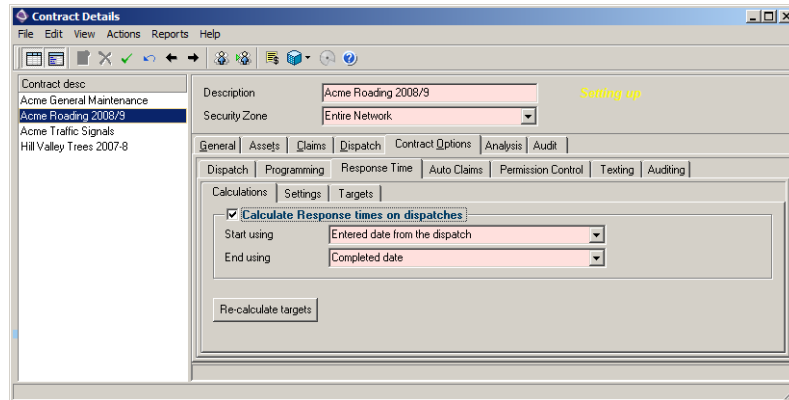 Contract Details
File Edit View Actions Reports Help
Contract desc
Acme General Maintenance
Acme Roading 2008/9
Acme Traffic Signals
Hill Valley Trees 2007-8
Description Acme Roading 2008/9 Setting up
Security Zone Entire Network
General Assets Claims Dispatch Contract Options Analysis Audit
Dispatch Programming Response Time Auto Claims Permission Control Texting Auditing
Calculations Settings Targets
Calculate Response times on dispatches
Start using Entered date from the dispatch
End using Completed date
Re-calculate targets